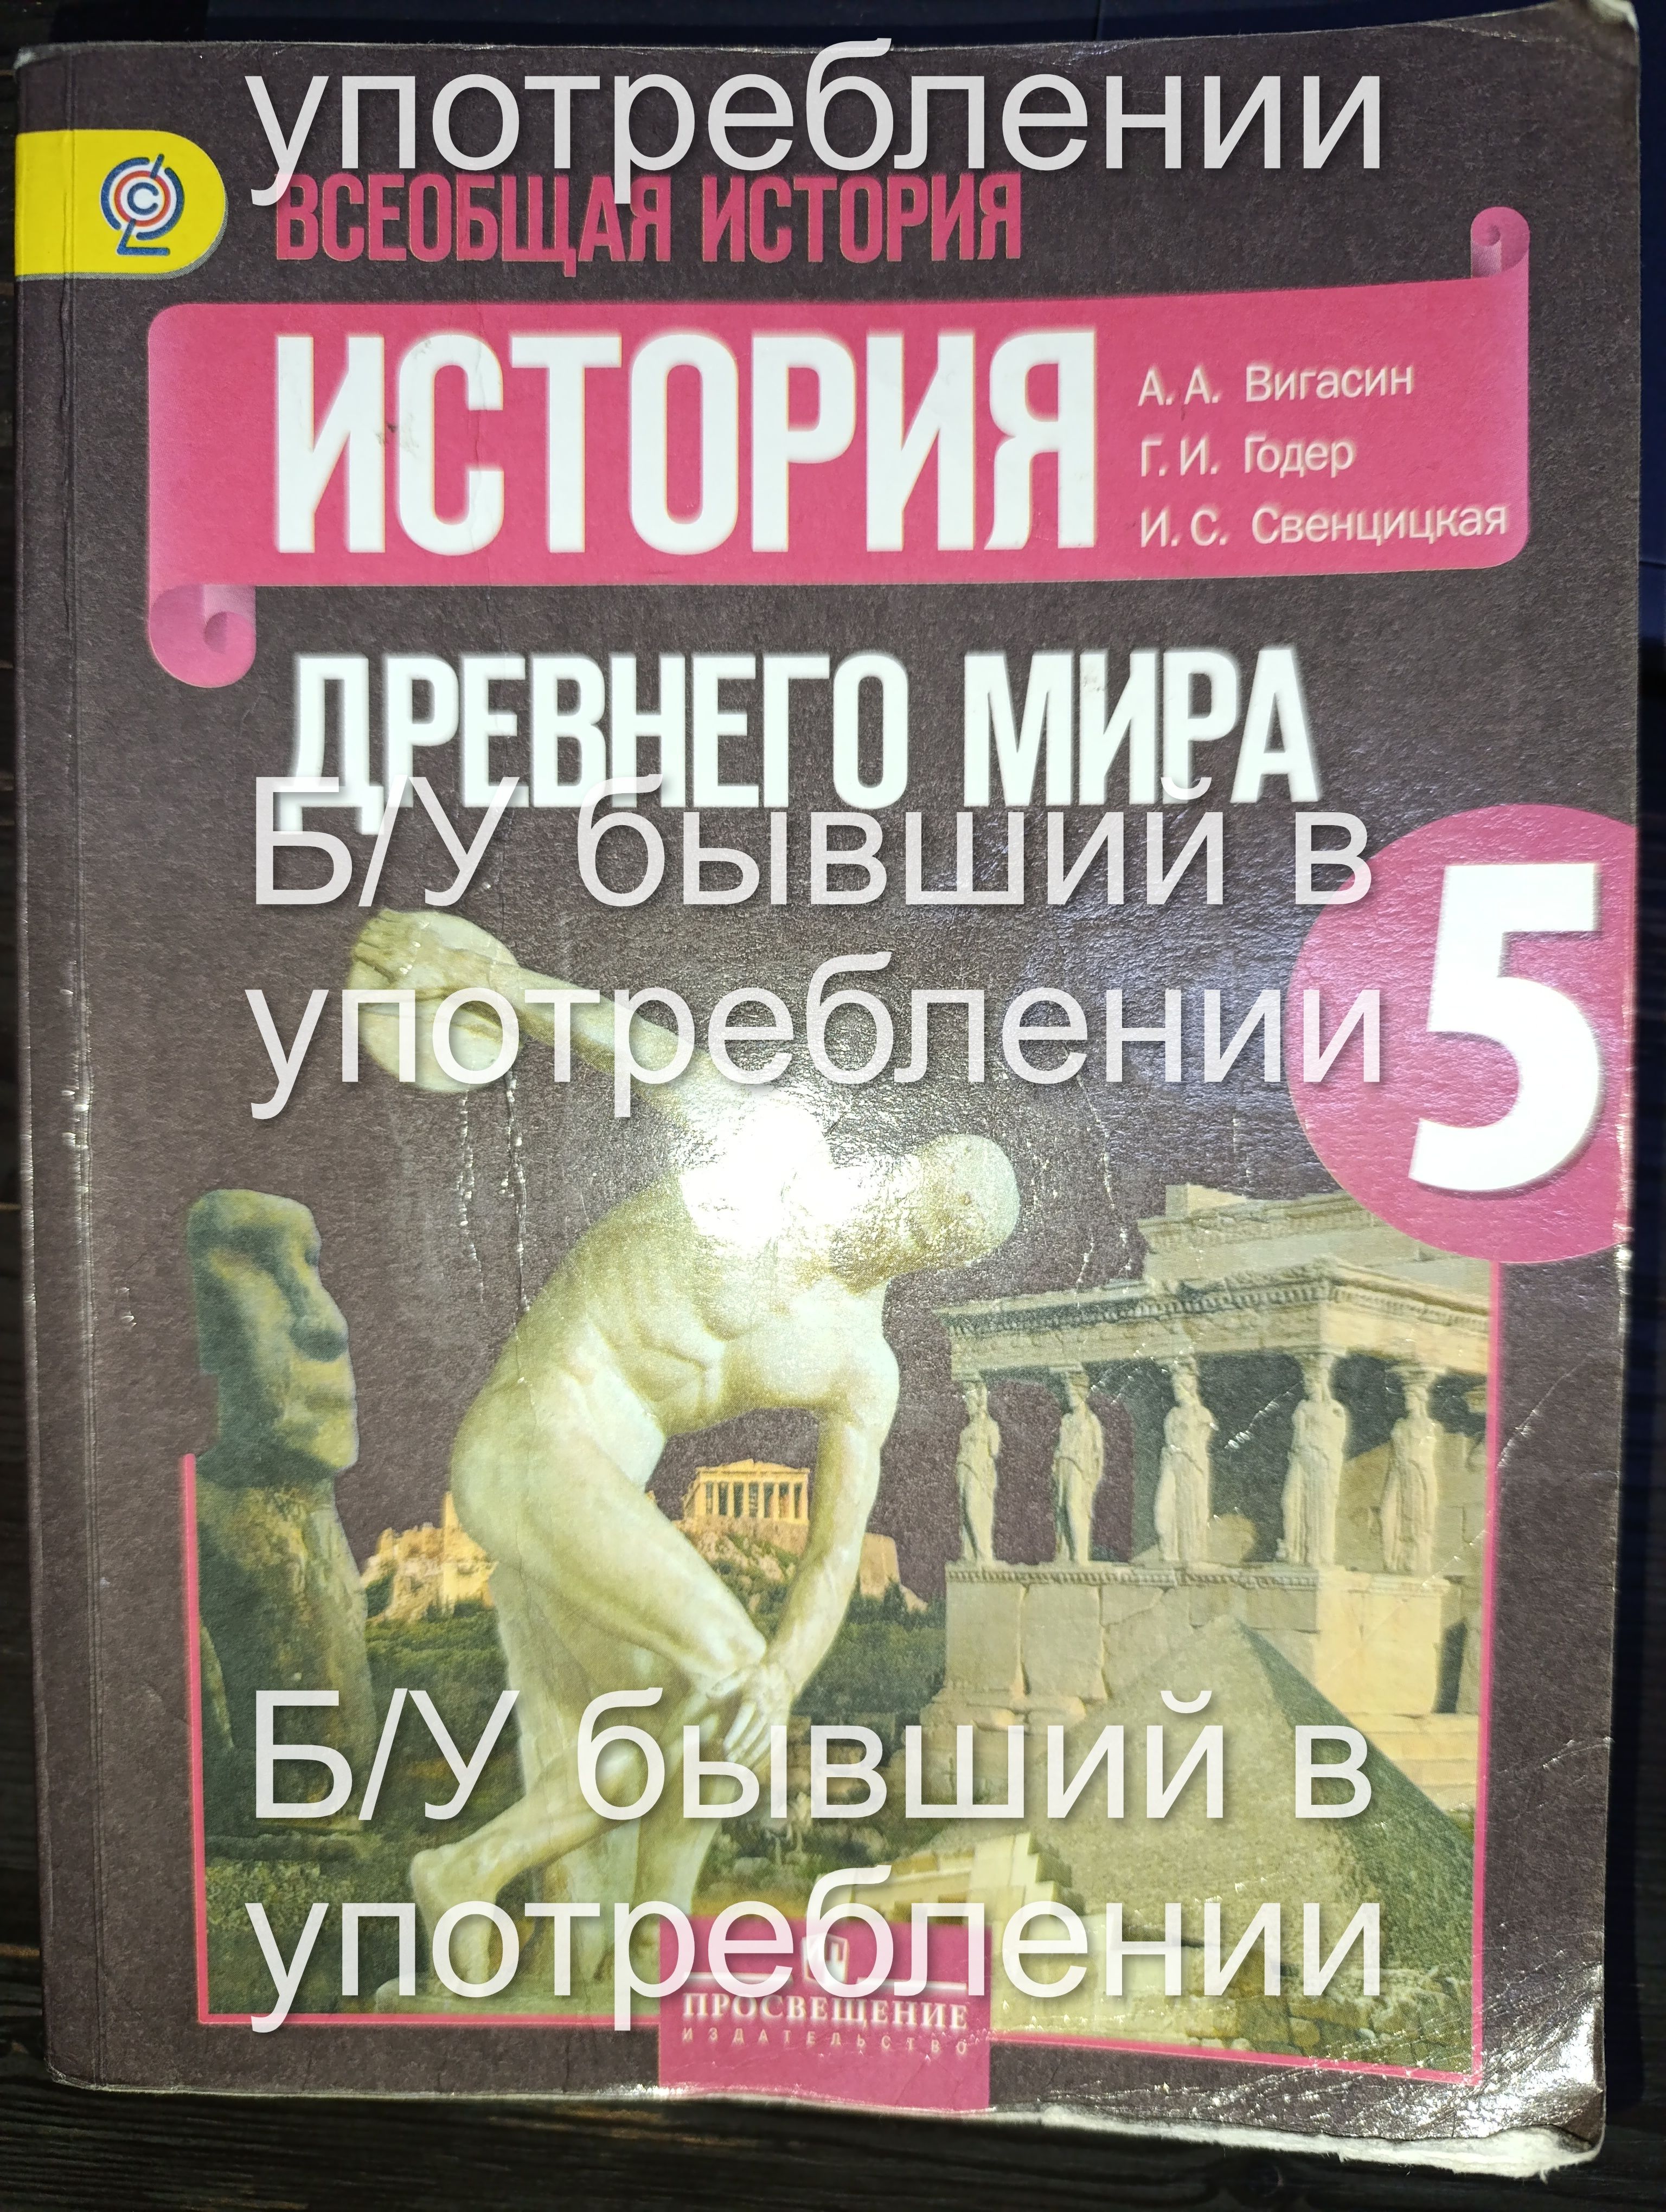 употреблении
ВСЕОБЩАЯ ИСТОРИЯ
ИСТОРИЯ
А. А. Вигасин
Г. И. Годер
И. С. Свенцицкая
ДРЕВНЕГО МИРА
Б/У бывший в
употреблении
5
Б/У бывший в
употреблении
ПРОСВЕЩЕНИЕ
ИЗДАТЕЛЬСТВО